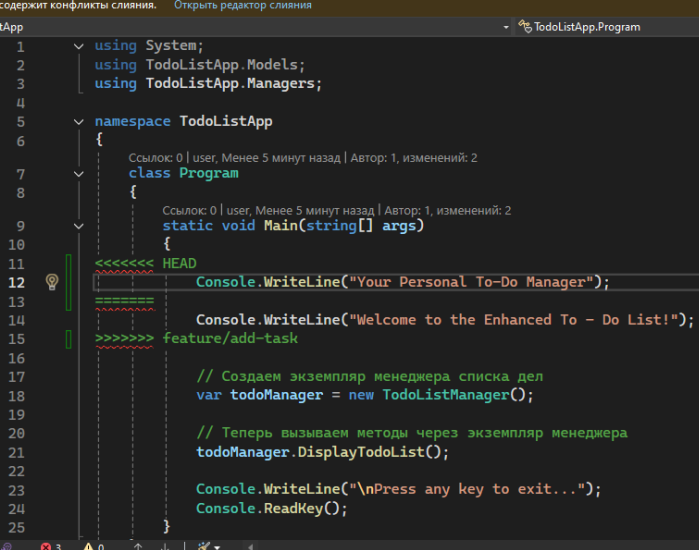 содержит конфликты слияния. Открыть редактор слияния
tApp TodoListApp.Program
1 using System;
2 using TodoListApp.Models;
3 using TodoListApp.Managers;
4
5 namespace TodoListApp
6 {
Ссылок: 0 | user, Менее 5 минут назад | Автор: 1, изменений: 2
7 class Program
8 {
Ссылок: 0 | user, Менее 5 минут назад | Автор: 1, изменений: 2
9 static void Main(string[] args)
10 {
11 <<<<<<< HEAD
12 Console.WriteLine("Your Personal To-Do Manager");
13 =======
14 Console.WriteLine("Welcome to the Enhanced To - Do List!");
15 >>>>>>> feature/add-task
16
17 // Создаем экземпляр менеджера списка дел
18 var todoManager = new TodoListManager();
19
20 // Теперь вызываем методы через экземпляр менеджера
21 todoManager.DisplayTodoList();
22
23 Console.WriteLine("\nPress any key to exit...");
24 Console.ReadKey();
25 }
3 0